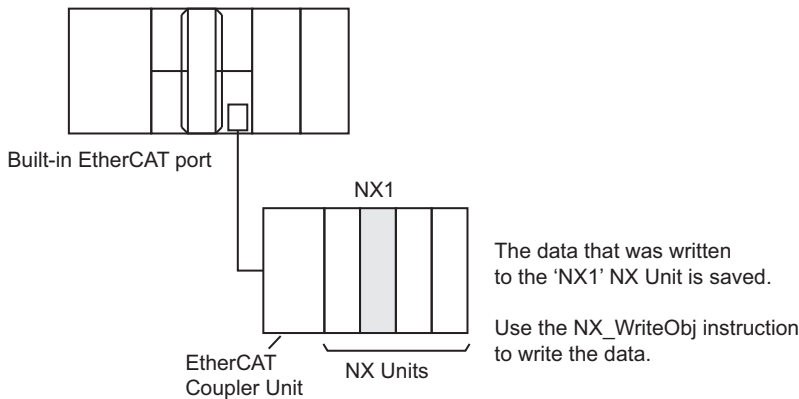 Built-in EtherCAT port
NX1
The data that was written
to the ‘NX1’ NX Unit is saved.
Use the NX_WriteObj instruction
to write the data.
EtherCAT
Coupler Unit
NX Units